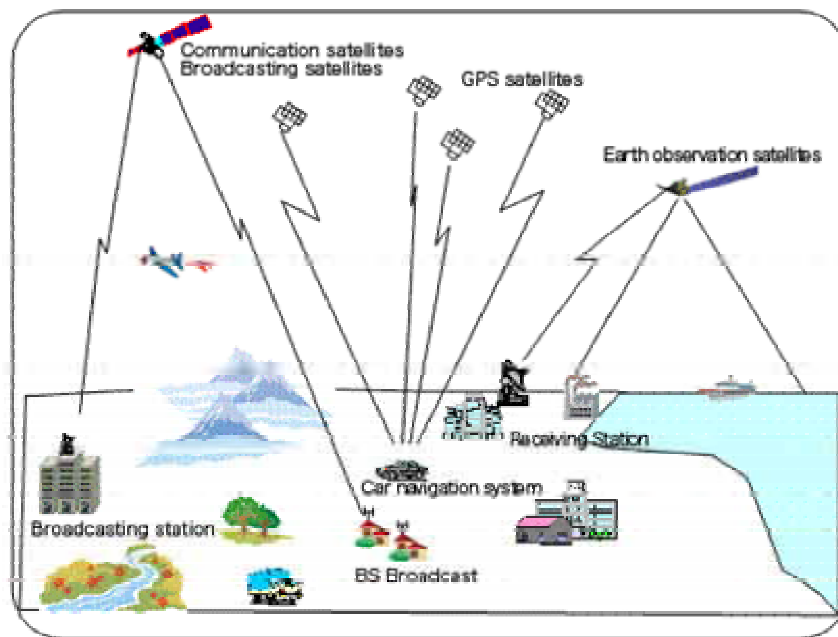 Communication satellites
Broadcasting satellites
GPS satellites
Earth observation satellites
Receiving Station
Car navigation system
Broadcasting station
BS Broadcast